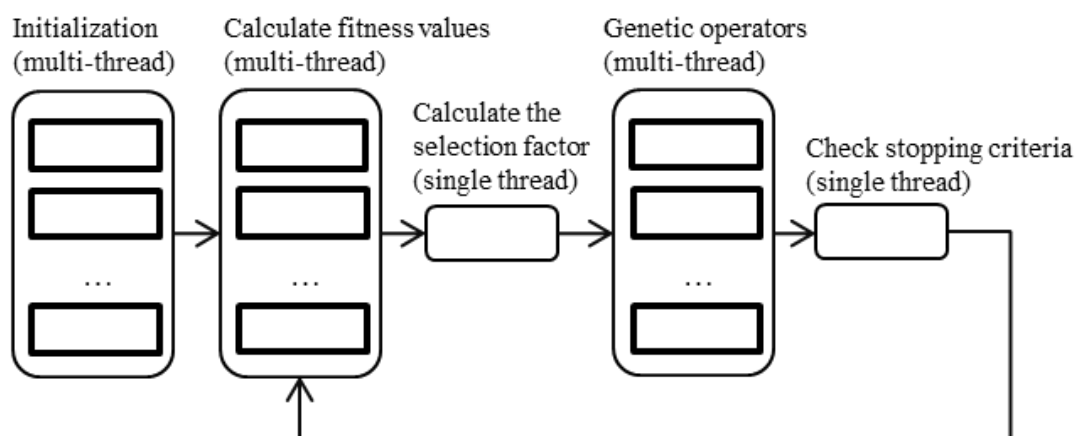 Initialization
(multi-thread)
Calculate fitness values
(multi-thread)
Calculate the
selection factor
(single thread)
Genetic operators
(multi-thread)
Check stopping criteria
(single thread)
...
...
...